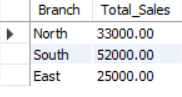 Branch Total_Sales
North 33000.00
South 52000.00
East 25000.00